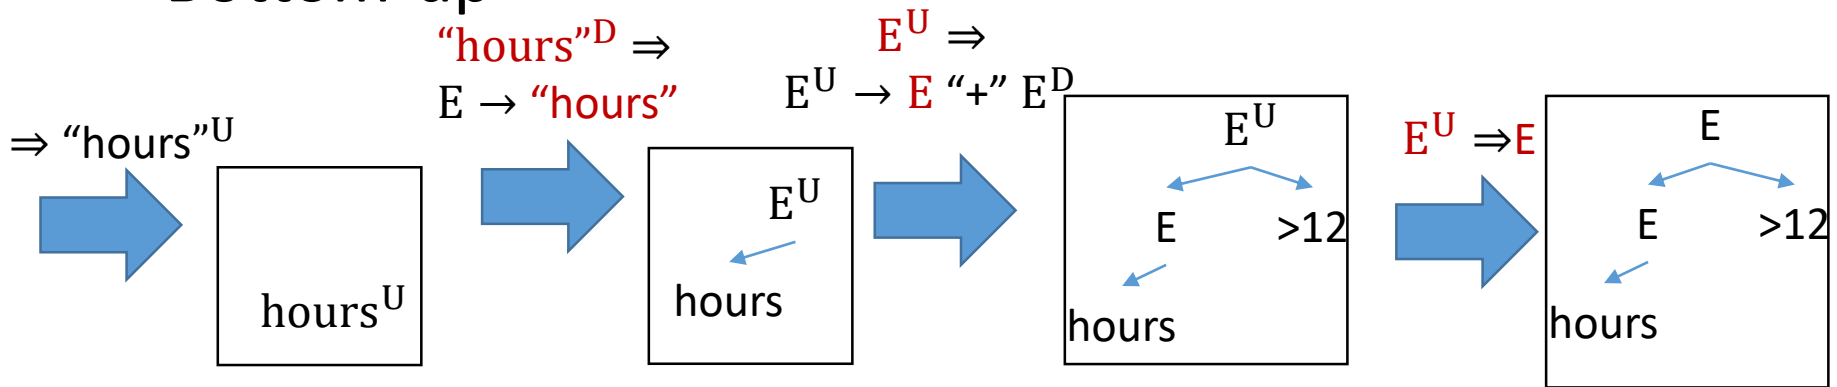 “hours”ᴰ ⇒
E → “hours”
Eᵁ ⇒
Eᵁ → E “+” Eᴰ
⇒ “hours”ᵁ
hoursᵁ
Eᵁ
hours
Eᵁ
E >12
hours
Eᵁ ⇒E
E
E >12
hours